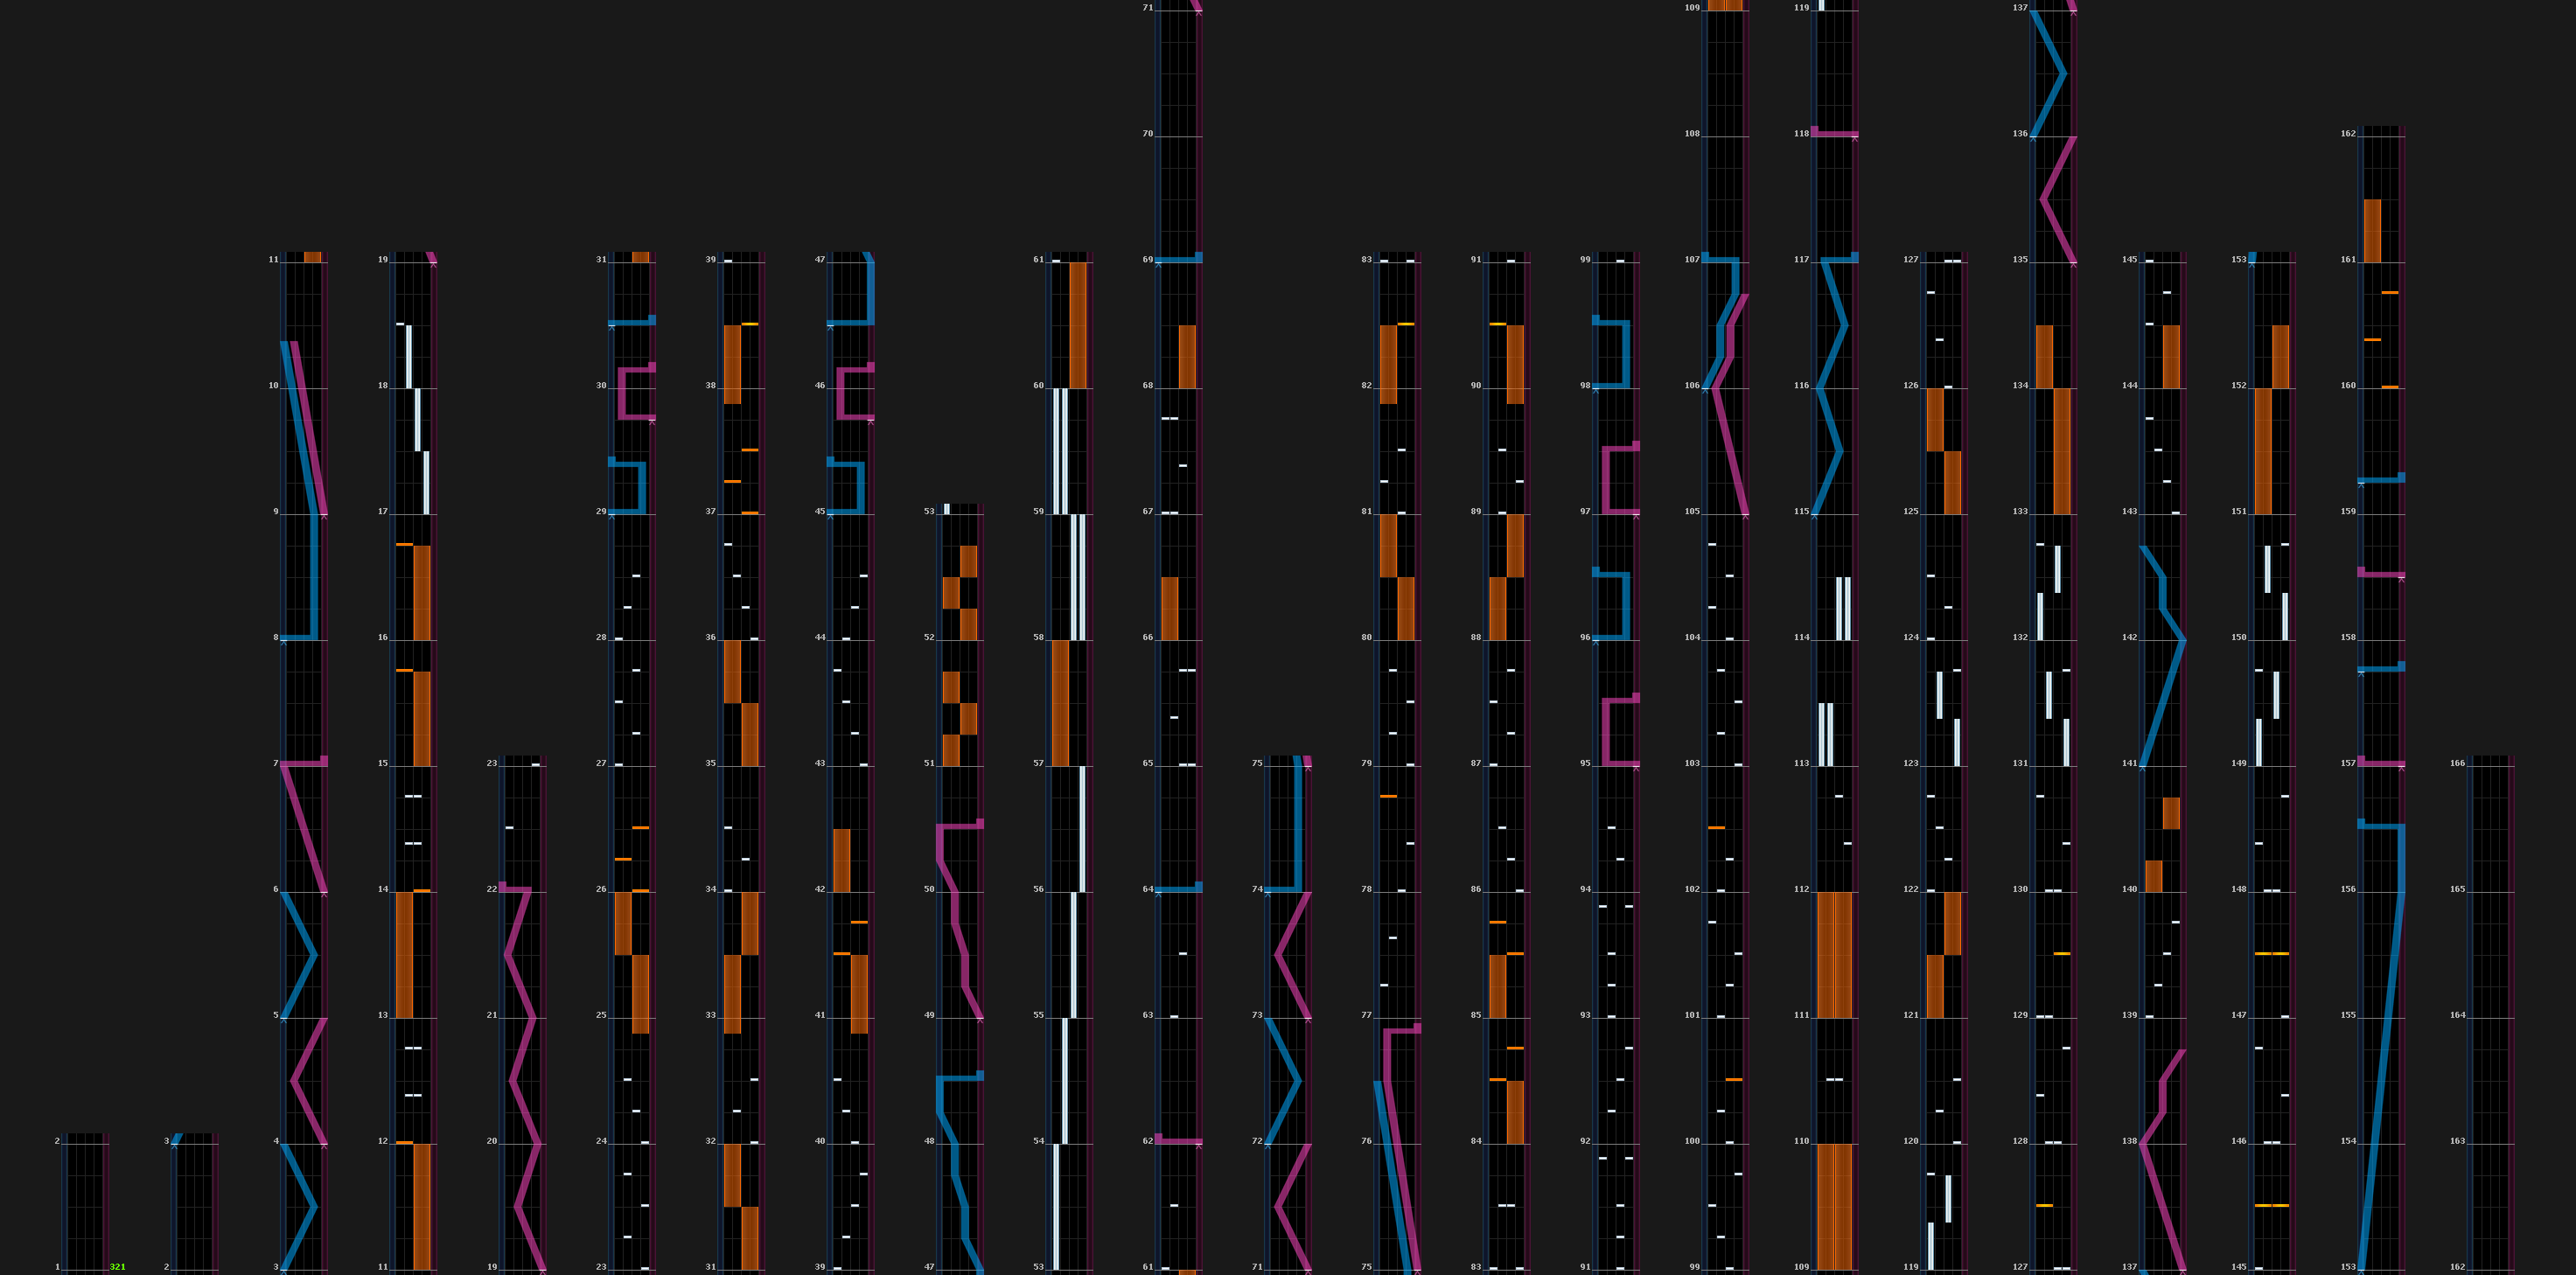 71 109 119 137
70 108 118 136 162
11 19 31 39 47 61 69 83 91 99 107 117 127 135 145 153 161
10 18 30 38 46 60 68 82 90 98 106 116 126 134 144 152 160
9 17 29 37 45 53 59 67 81 89 97 105 115 125 133 143 151 159
8 16 28 36 44 52 58 66 80 88 96 104 114 124 132 142 150 158
7 15 23 27 35 43 51 57 65 75 79 87 95 103 113 123 131 141 149 157 166
6 14 22 26 34 42 50 56 64 74 78 86 94 102 112 122 130 140 148 156 165
5 13 21 25 33 41 49 55 63 73 77 85 93 101 111 121 129 139 147 155 164
2 3 4 12 20 24 32 40 48 54 62 72 76 84 92 100 110 120 128 138 146 154 163
1 321 2 3 11 19 23 31 39 47 53 61 71 75 83 91 99 109 119 127 137 145 153 162